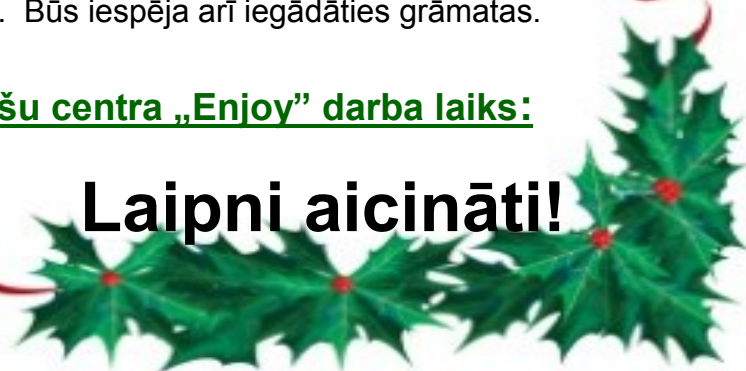 . Būs iespēja arī iegādāties grāmatas.
šu centra „Enjoy” darba laiks:
Laipni aicināti!